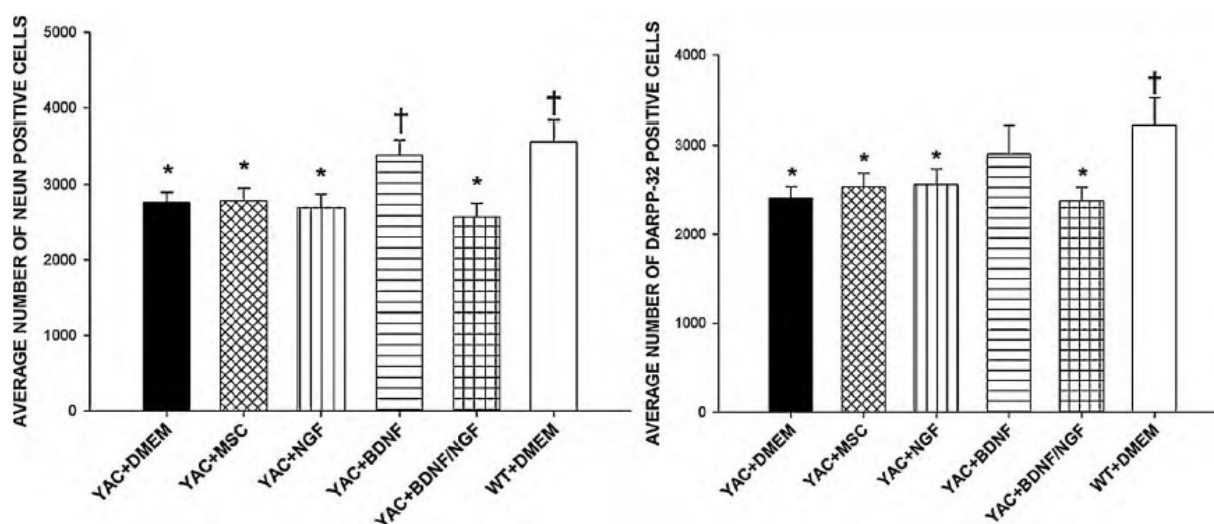 AVERAGE NUMBER OF NEUN POSITIVE CELLS
5000
4000
3000
2000
1000
0
*
*
*
†
*
†
YAC+DMEM
YAC+MSC
YAC+NGF
YAC+BDNF
YAC+BDNF/NGF
WT+DMEM
AVERAGE NUMBER OF DARPP-32 POSITIVE CELLS
4000
3000
2000
1000
0
*
*
*
*
†
YAC+DMEM
YAC+MSC
YAC+NGF
YAC+BDNF
YAC+BDNF/NGF
WT+DMEM